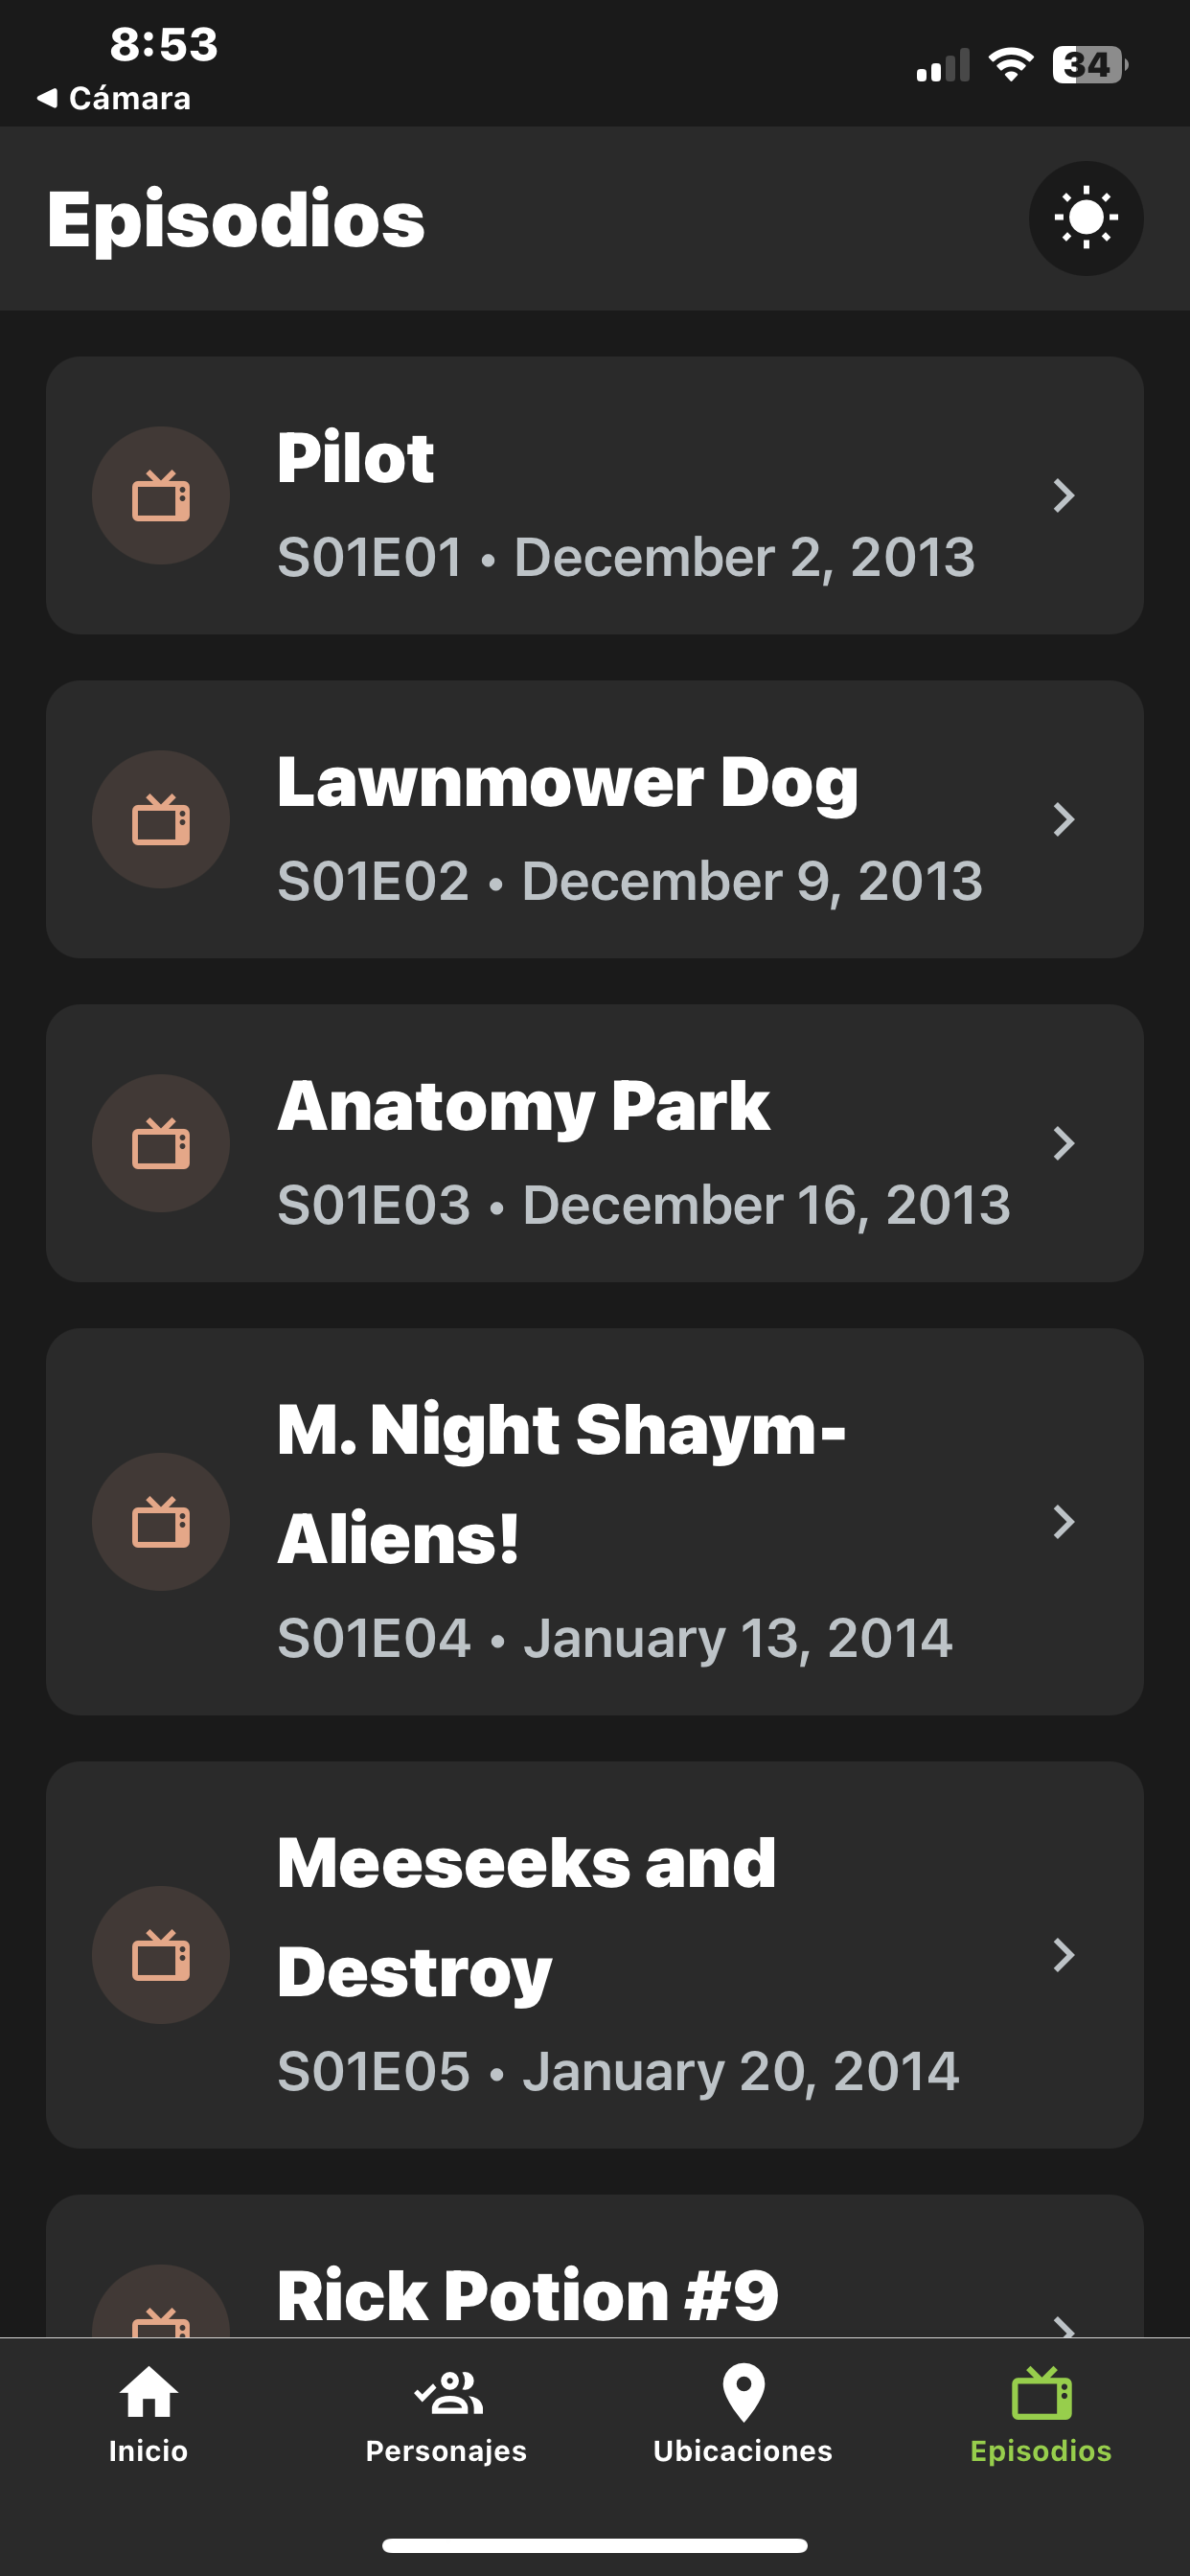 8:53
Cámara
34
Episodios
Pilot
S01E01 • December 2, 2013
Lawnmower Dog
S01E02 • December 9, 2013
Anatomy Park
S01E03 • December 16, 2013
M. Night Shaym-
Aliens!
S01E04 • January 13, 2014
Meeseeks and
Destroy
S01E05 • January 20, 2014
Rick Potion #9
Inicio
Personajes
Ubicaciones
Episodios